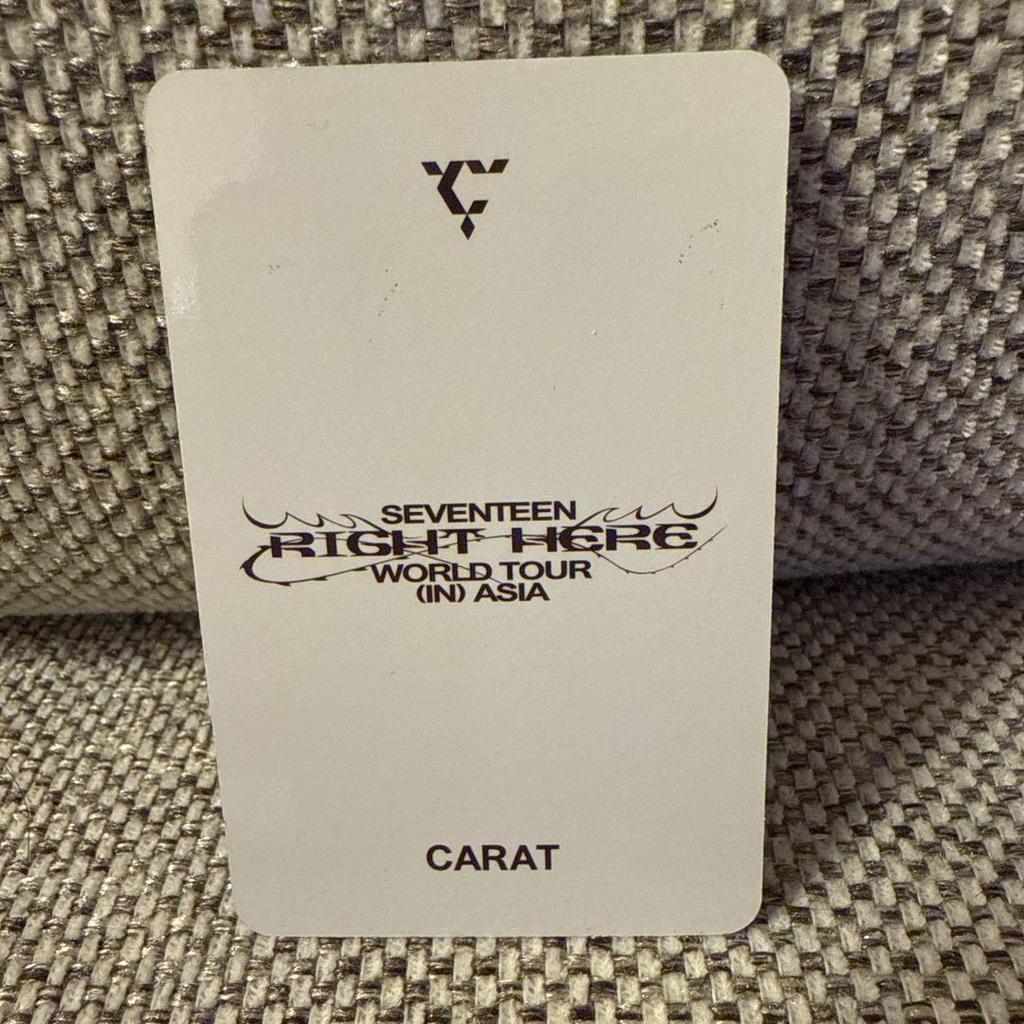 SEVENTEEN
RIGHT HERE
WORLD TOUR
(IN) ASIA
CARAT